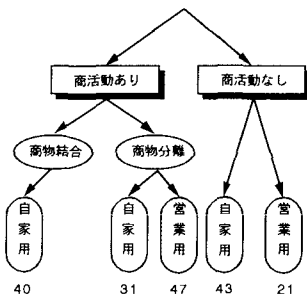 商活動あり 商活動なし
商物結合 商物分離
自家用 自家用 営業用 自家用 営業用
40 31 47 43 21